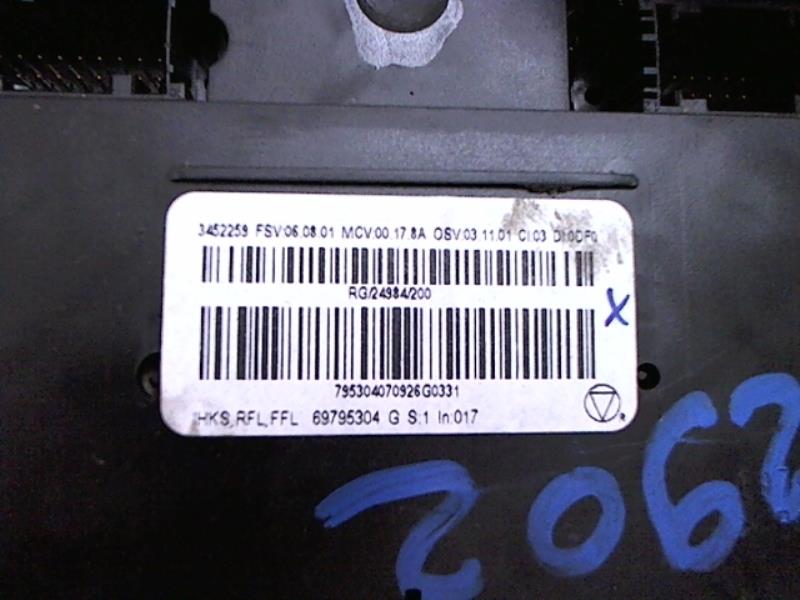 3452259 FSV:06.08.01 MCV:00.17.8A OSV:03.11.01 CI:03 DI:0DF0
RG/24984/200
X
795304070926G0331
HKS,RFL,FFL 69795304 G S:1 In:017
R